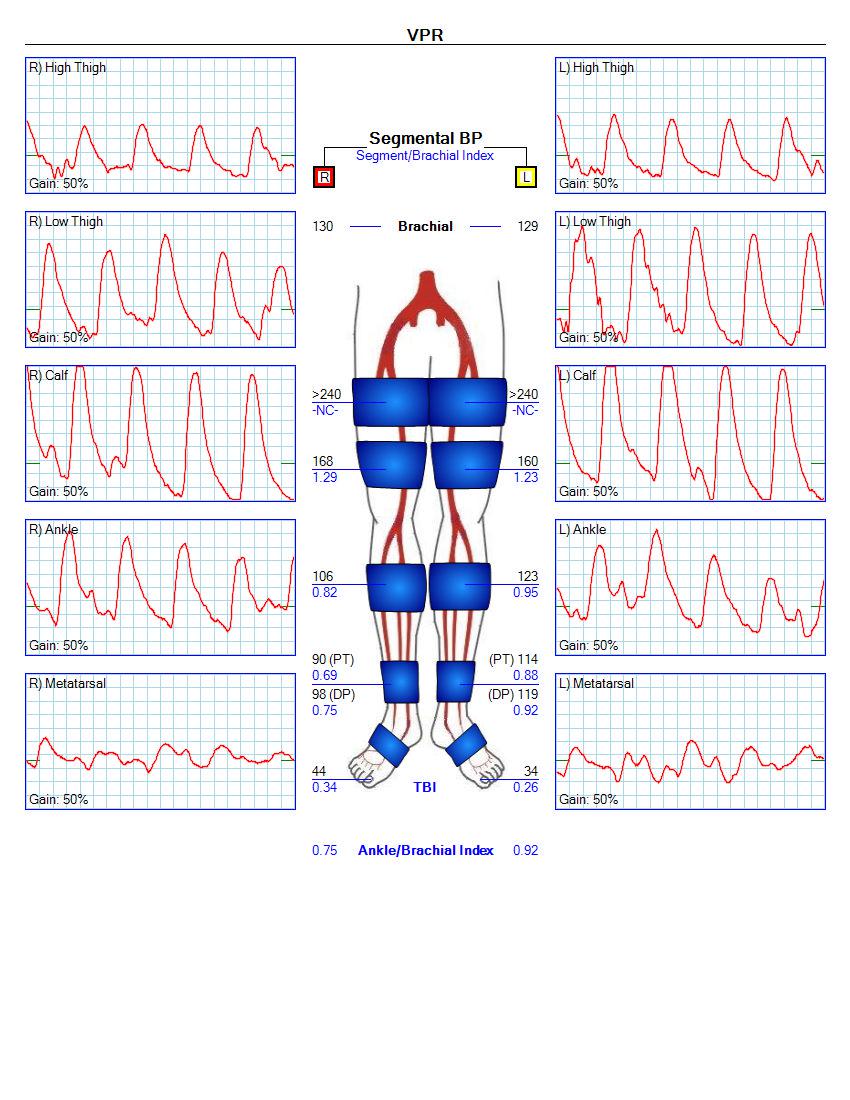 VPR
R) High Thigh
Gain: 50%
L) High Thigh
Gain: 50%
Segmental BP
Segment/Brachial Index
R
L
130 Brachial 129
R) Low Thigh
Gain: 50%
L) Low Thigh
Gain: 50%
R) Calf
Gain: 50%
L) Calf
Gain: 50%
>240 >240
-NC- -NC-
168 160
1.29 1.23
R) Ankle
Gain: 50%
L) Ankle
Gain: 50%
106 123
0.82 0.95
90 (PT) (PT) 114
0.69 0.88
98 (DP) (DP) 119
0.75 0.92
R) Metatarsal
Gain: 50%
L) Metatarsal
Gain: 50%
44 34
0.34 TBI 0.26
0.75 Ankle/Brachial Index 0.92